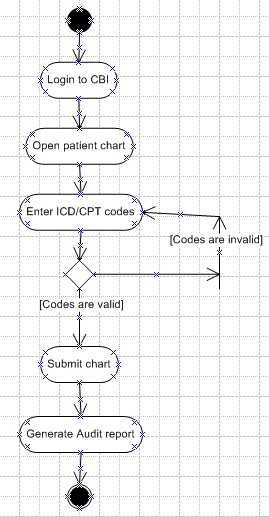 Login to CBI
Open patient chart
Enter ICD/CPT codes
[Codes are invalid]
[Codes are valid]
Submit chart
Generate Audit report